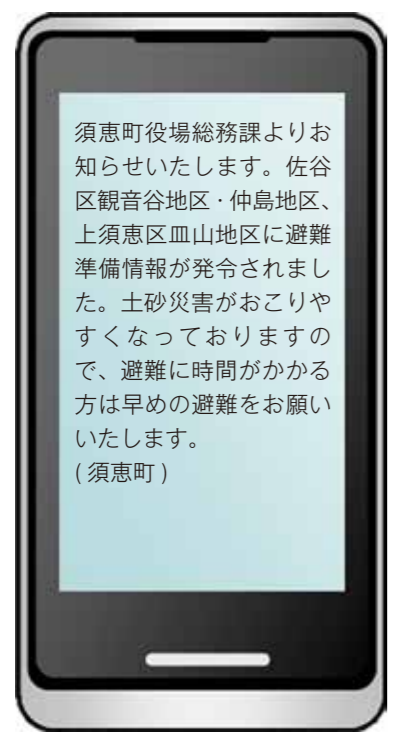 須恵町役場総務課よりお
知らせいたします。佐谷
区観音谷地区・仲島地区、
上須恵区皿山地区に避難
準備情報が発令されまし
た。土砂災害がおこりや
すくなっておりますの
で、避難に時間がかかる
方は早めの避難をお願い
いたします。
( 須恵町 )